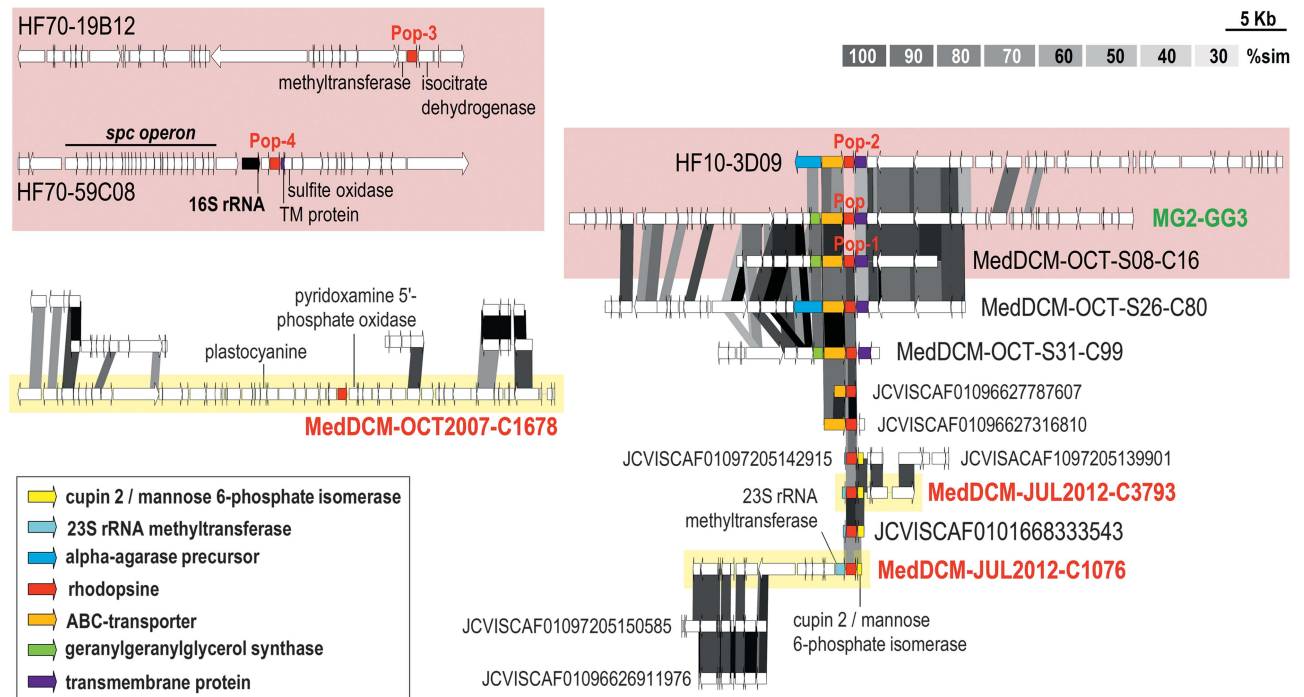 HF70-19B12
Pop-3
methyltransferase
isocitrate
dehydrogenase
spc operon
Pop-4
HF70-59C08
16S rRNA
sulfite oxidase
TM protein
5 Kb
100 90 80 70 60 50 40 30 %sim
Pop-2
HF10-3D09
Pop
MG2-GG3
Pop-1
MedDCM-OCT-S08-C16
MedDCM-OCT-S26-C80
MedDCM-OCT-S31-C99
JCVISCAF01096627787607
JCVISCAF01096627316810
JCVISCAF01097205142915
JCVISACAF1097205139901
23S rRNA
methyltransferase
MedDCM-JUL2012-C3793
JCVISCAF0101668333543
MedDCM-JUL2012-C1076
JCVISCAF01097205150585
cupin 2 / mannose
6-phosphate isomerase
JCVISCAF01096626911976
pyridoxamine 5'-
phosphate oxidase
plastocyanine
MedDCM-OCT2007-C1678
cupin 2 / mannose 6-phosphate isomerase
23S rRNA methyltransferase
alpha-agarase precursor
rhodopsine
ABC-transporter
geranylgeranylglycerol synthase
transmembrane protein